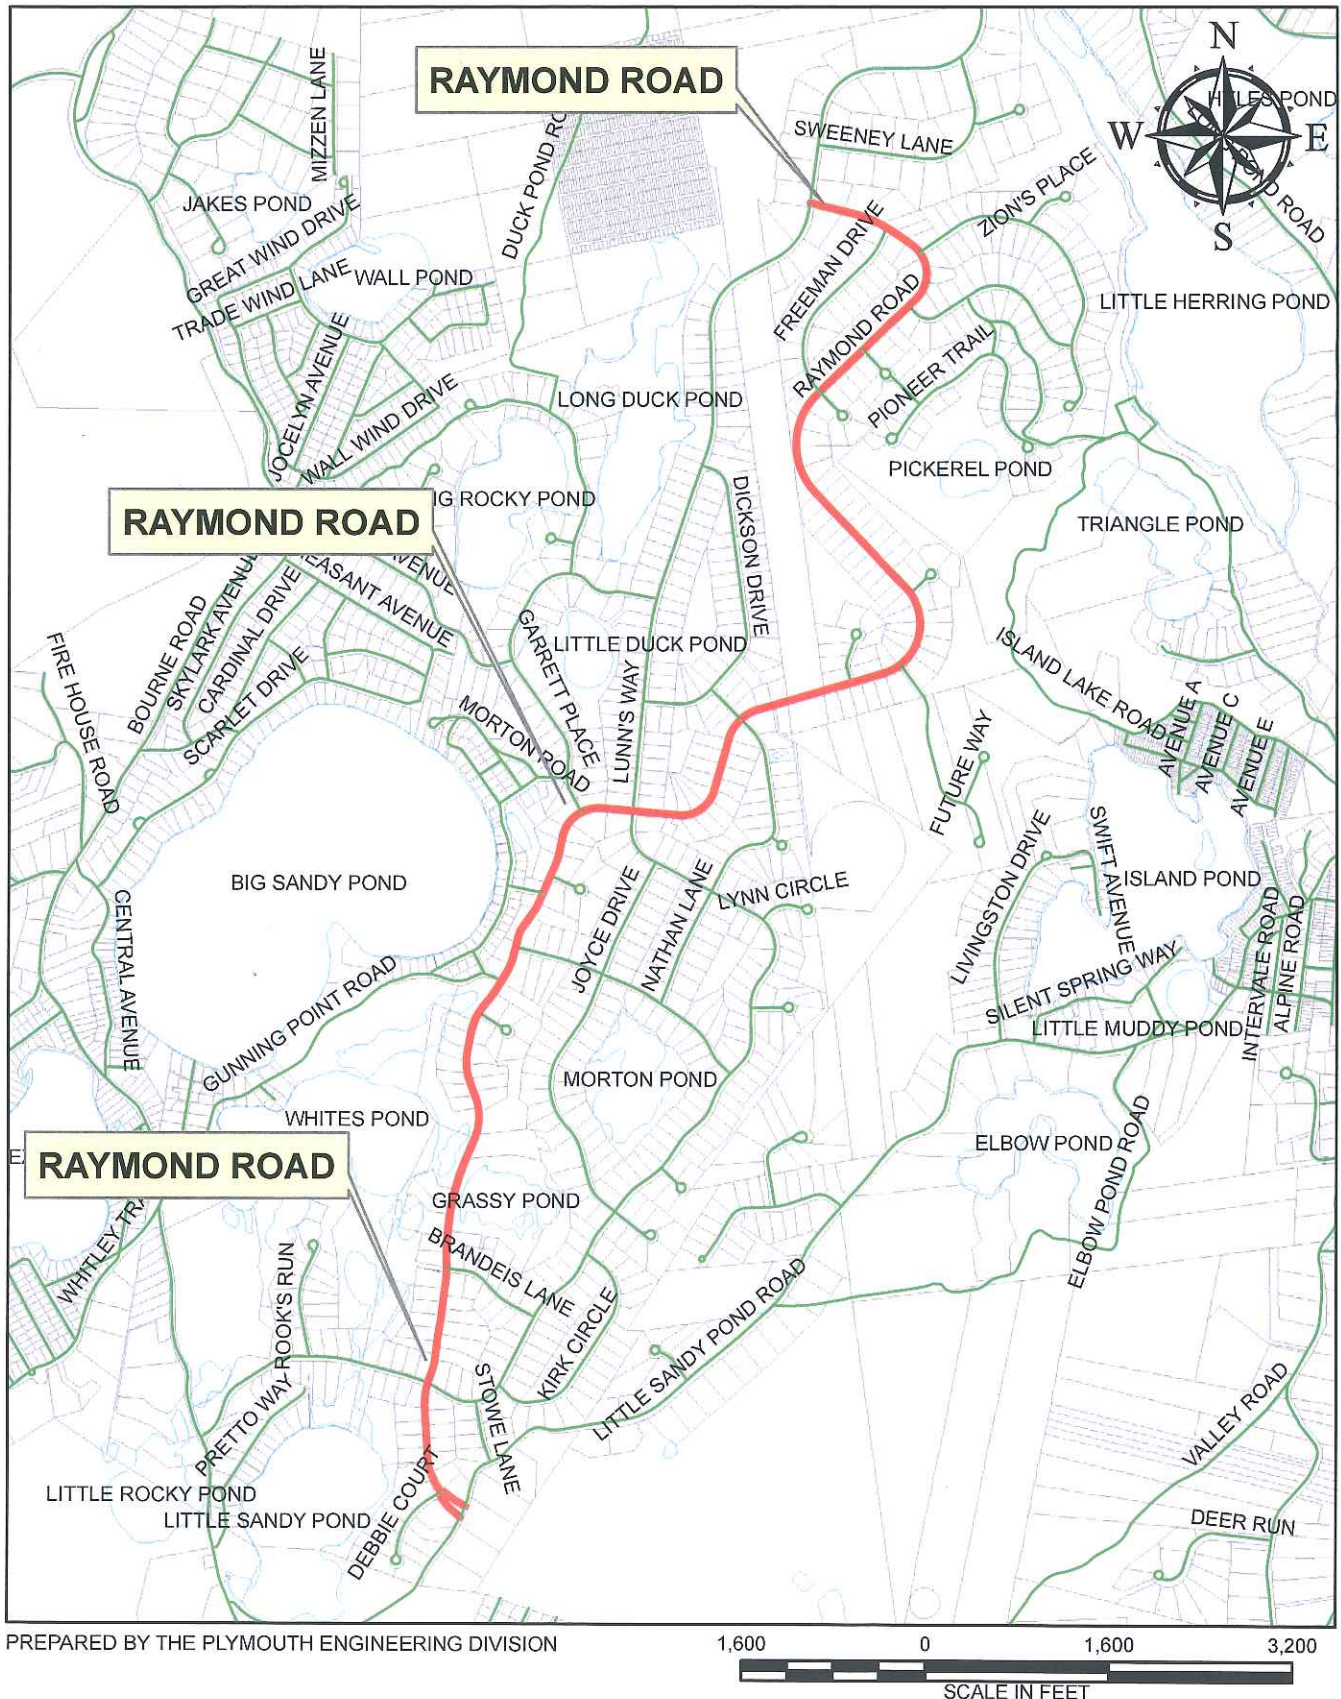 RAYMOND ROAD
N
W
E
S
MIZZEN LANE
SWEENEY LANE
ZION'S PLACE
JAKES POND
GREAT WIND DRIVE
TRADE WIND LANE
WALL POND
FREEMAN DRIVE
RAYMOND ROAD
LITTLE HERRING POND
JOCELYN AVENUE
WALL WIND DRIVE
LONG DUCK POND
PIONEER TRAIL
PICKEREL POND
RAYMOND ROAD
IG ROCKY POND
DICKSON DRIVE
TRIANGLE POND
AVENUE
BOURNE ROAD
SKYLARK AVENUE
CARDINAL DRIVE
SCARLET DRIVE
FIRE HOUSE ROAD
GARRETT PLACE
LITTLE DUCK POND
LUNN'S WAY
MORTON ROAD
ISLAND LAKE ROAD
AVENUE A
AVENUE C
AVENUE E
FUTURE WAY
BIG SANDY POND
CENTRAL AVENUE
GUNNING POINT ROAD
JOYCE DRIVE
NATHAN LANE
LYNN CIRCLE
LIVINGSTON DRIVE
SWIFT AVENUE
ISLAND POND
SILENT SPRING WAY
LITTLE MUDDY POND
INTERVALE ROAD
ALPINE ROAD
MORTON POND
WHITES POND
ELBOW POND
ELBOW POND ROAD
RAYMOND ROAD
GRASSY POND
BRANDEIS LANE
KIRK CIRCLE
ROOK'S RUN
PRETTO WAY
STOWE LANE
LITTLE SANDY POND ROAD
VALLEY ROAD
LITTLE ROCKY POND
LITTLE SANDY POND
DEBBIE COURT
DEER RUN
PREPARED BY THE PLYMOUTH ENGINEERING DIVISION
1,600 0 1,600 3,200
SCALE IN FEET